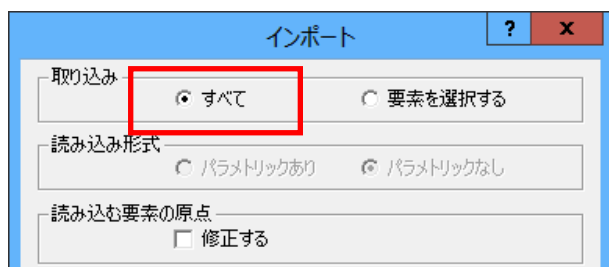 インポート ? x
取り込み
すべて 要素を選択する
読み込み形式
パラメトリックあり パラメトリックなし
読み込む要素の原点
修正する